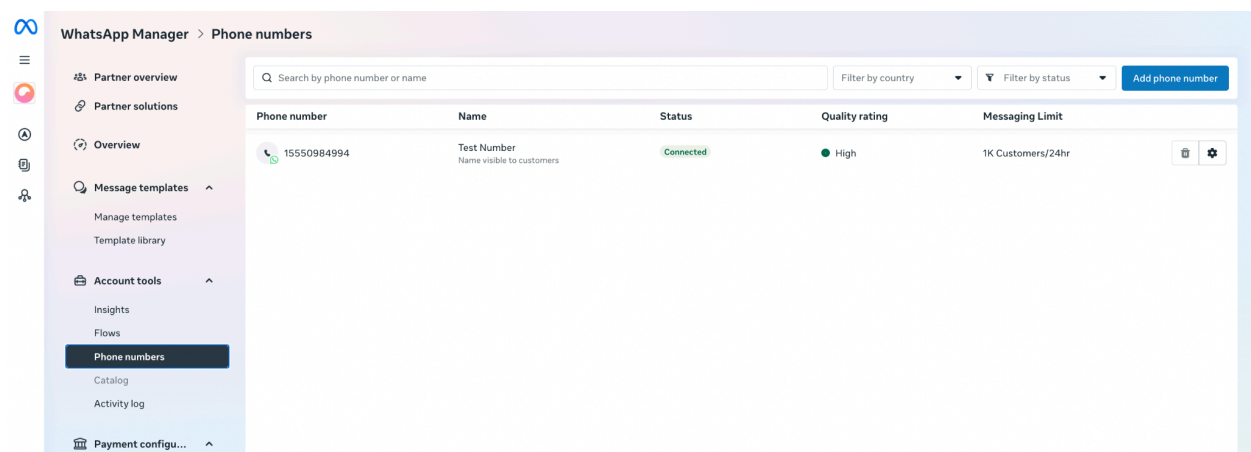 WhatsApp Manager > Phone numbers
Partner overview
Partner solutions
Overview
Message templates
Manage templates
Template library
Account tools
Insights
Flows
Phone numbers
Catalog
Activity log
Payment configu...
Search by phone number or name
Filter by country
Filter by status
Add phone number
Phone number Name Status Quality rating Messaging Limit
15550984994 Test Number Connected High 1K Customers/24hr
Name visible to customers